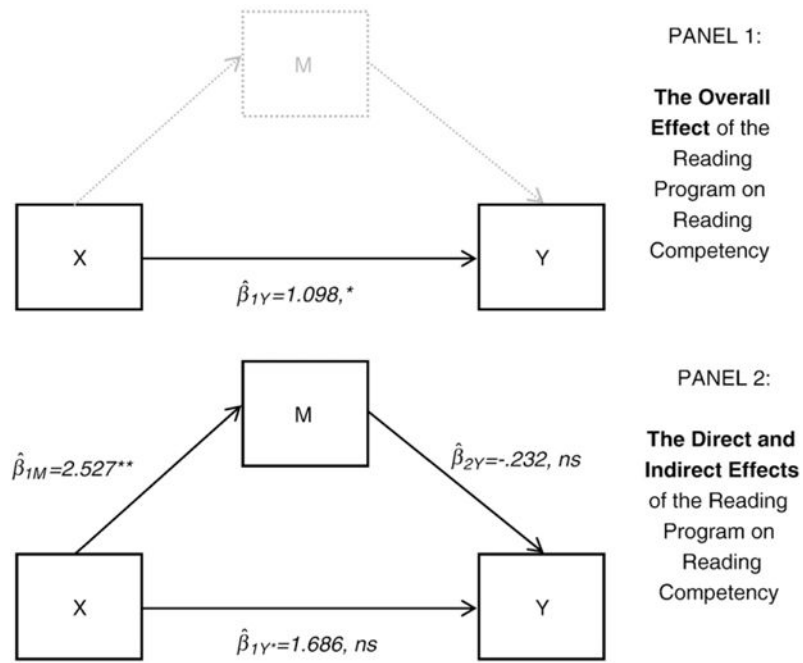 M
PANEL 1:
The Overall
Effect of the
Reading
Program on
Reading
Competency
X
Y
β̂1Y=1.098,*
PANEL 2:
M
The Direct and
Indirect Effects
of the Reading
Program on
Reading
Competency
β̂1M=2.527**
β̂2Y=-.232, ns
X
Y
β̂1Y*=1.686, ns